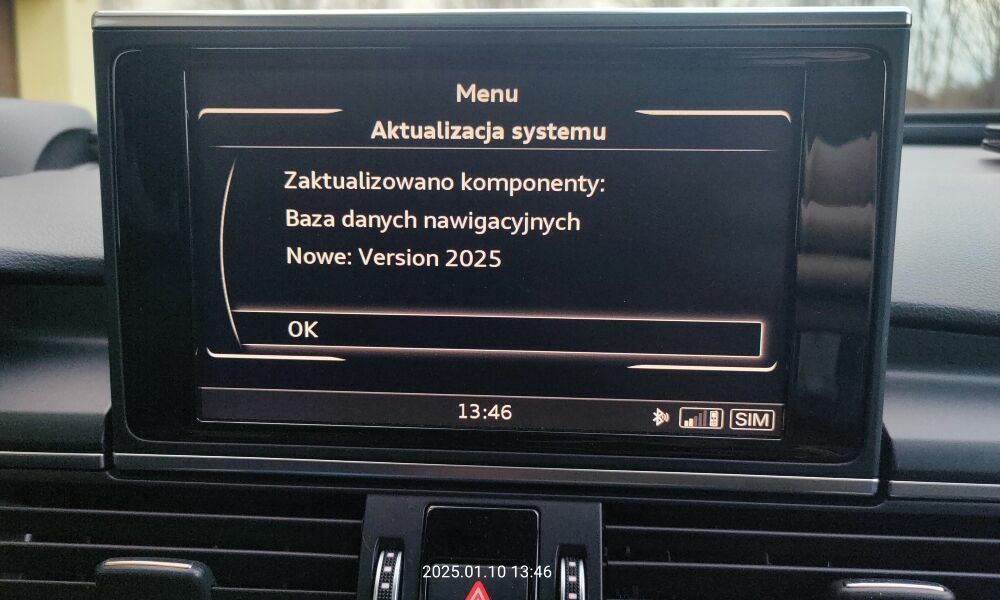 Menu
Aktualizacja systemu
Zaktualizowano komponenty:
Baza danych nawigacyjnych
Nowe: Version 2025
OK
13:46
SIM
2025.01.10 13:46